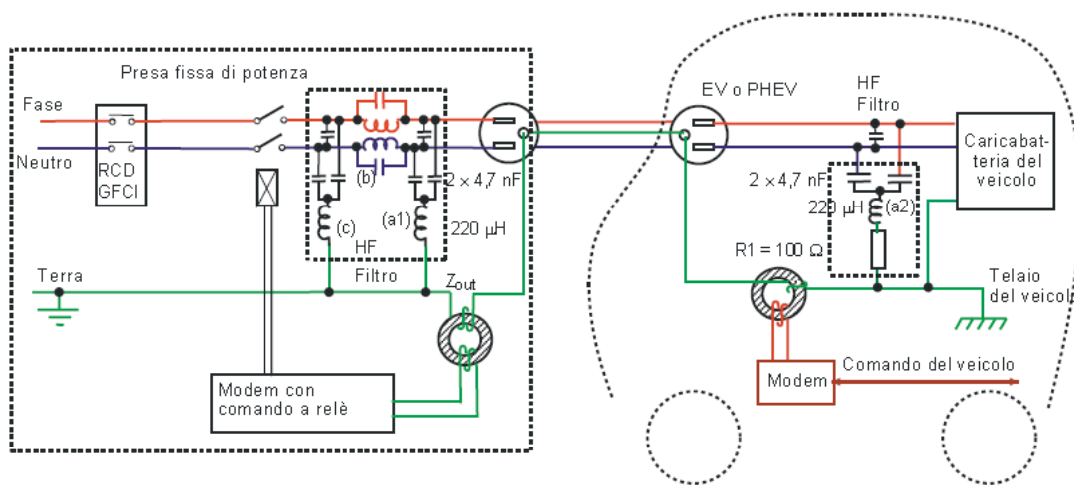 Presa fissa di potenza
Fase
Neutro
RCD
GFCI
(b)
(c)
(a1)
2 × 4,7 nF
220 µH
HF
Filtro
Terra
Zout
Modem con
comando a relè
EV o PHEV
HF
Filtro
Caricabat-
teria del
veicolo
2 × 4,7 nF
220 µH
(a2)
R1 = 100 Ω
Telaio
del veicolo
Modem
Comando del veicolo